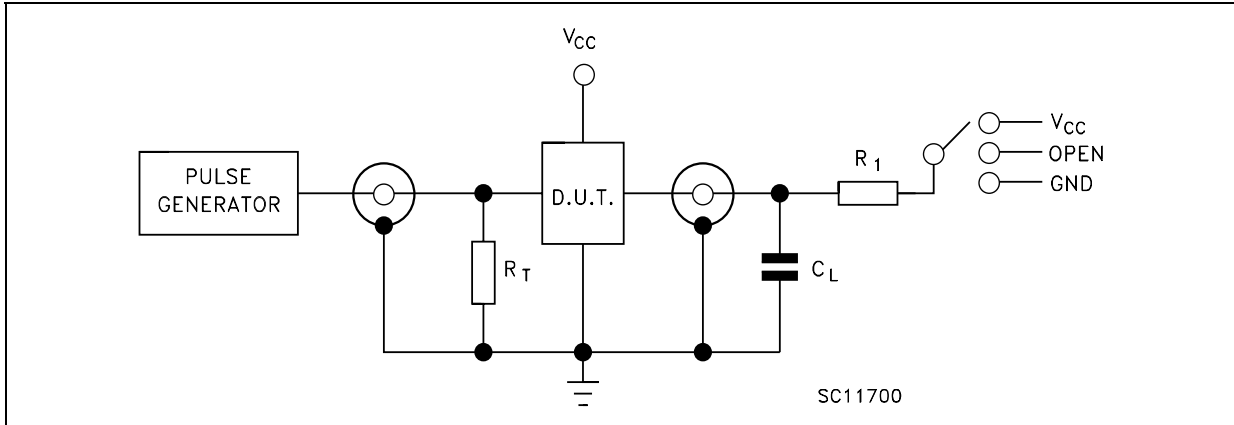 VCC
PULSE
GENERATOR
D.U.T.
R1
VCC
OPEN
GND
RT
CL
SC11700